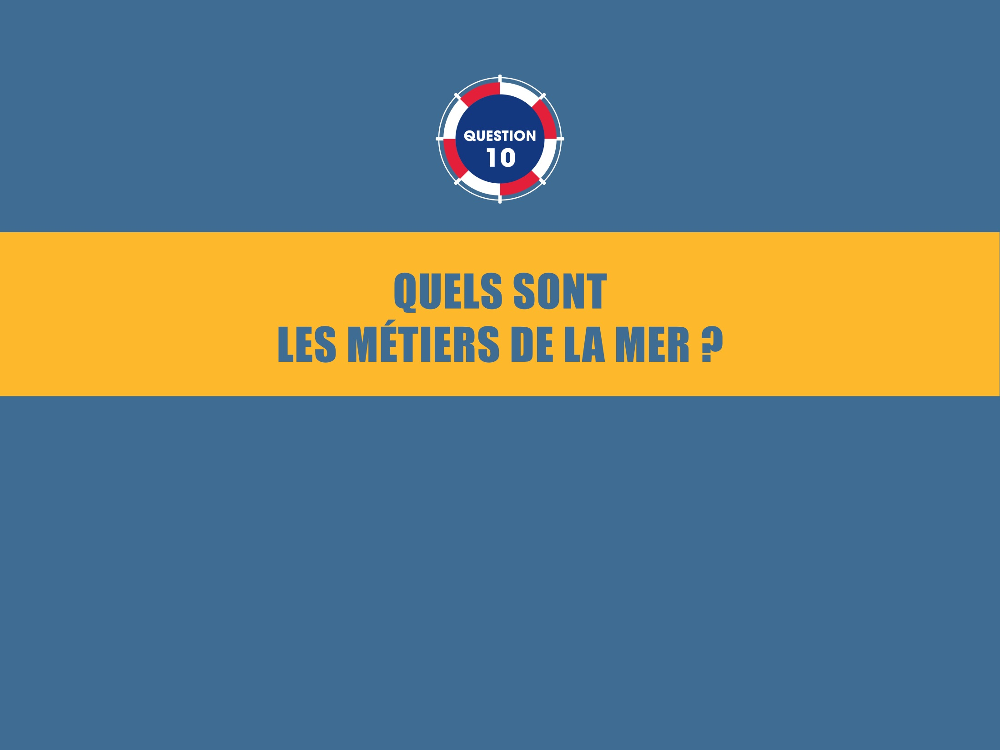 QUESTION
10
QUELS SONT
LES MÉTIERS DE LA MER ?